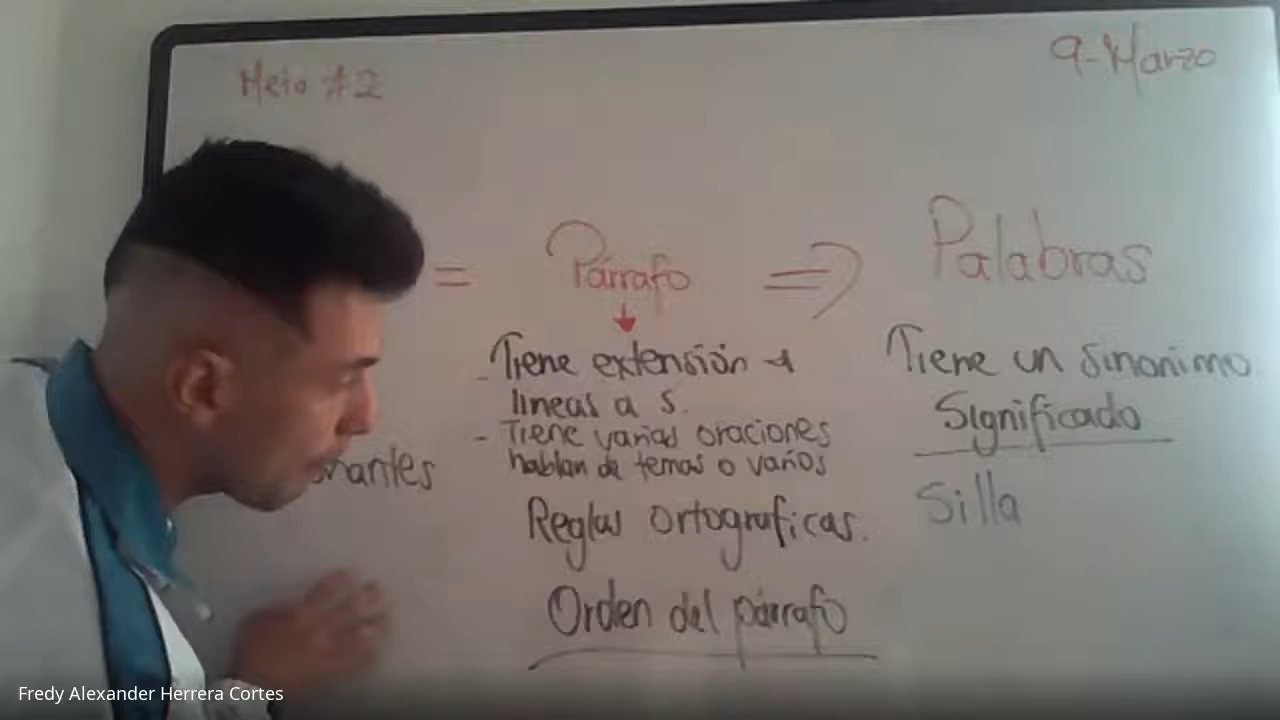 Meta #2
9-Marzo
= Párrafo ⇒ Palabras
- Tiene extensión 4
lineas a 5.
- Tiene varias oraciones
hablan de temas o varios
Reglas ortograficas.
Orden del párrafo
Tiene un sinonimo
Significado
Silla
Fredy Alexander Herrera Cortes